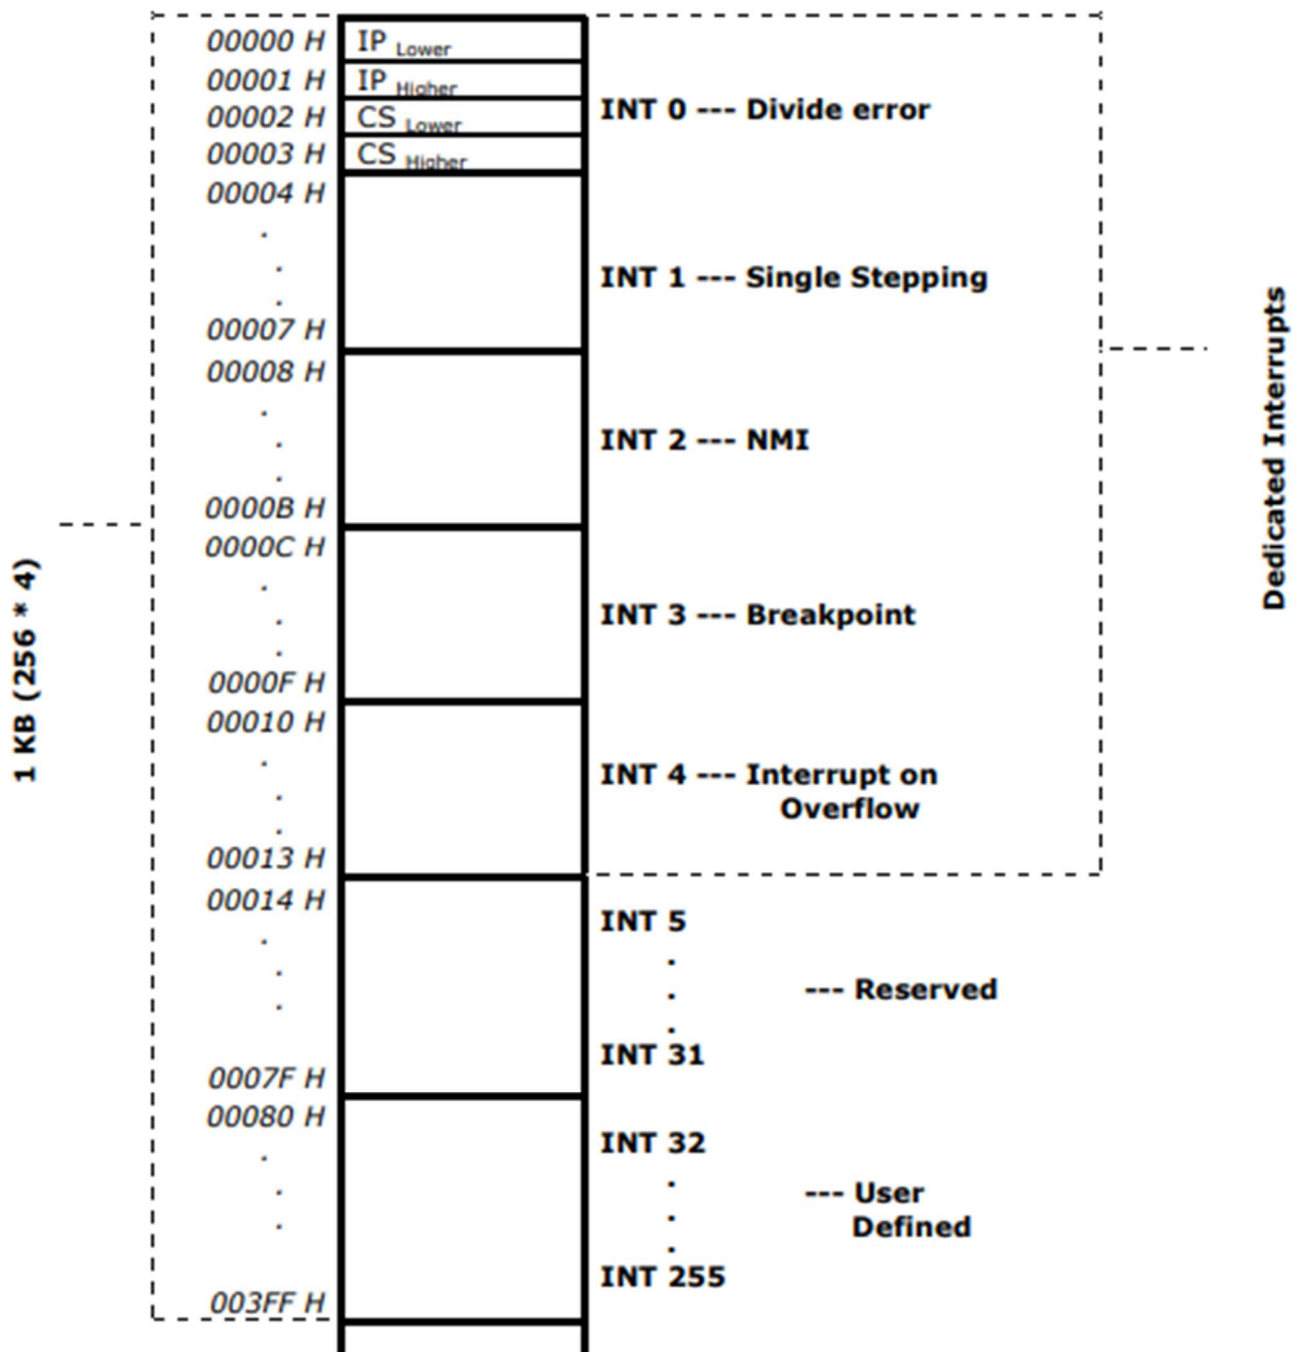 00000 H IP Lower
00001 H IP Higher
00002 H CS Lower
00003 H CS Higher
INT 0 --- Divide error
00004 H
.
.
.
00007 H
INT 1 --- Single Stepping
00008 H
.
.
.
0000B H
INT 2 --- NMI
0000C H
.
.
.
0000F H
INT 3 --- Breakpoint
00010 H
.
.
.
00013 H
INT 4 --- Interrupt on
Overflow
00014 H
.
.
.
0007F H
INT 5
.
.
.
INT 31
--- Reserved
00080 H
.
.
.
003FF H
INT 32
.
.
.
INT 255
--- User
Defined
1 KB (256 * 4)
Dedicated Interrupts